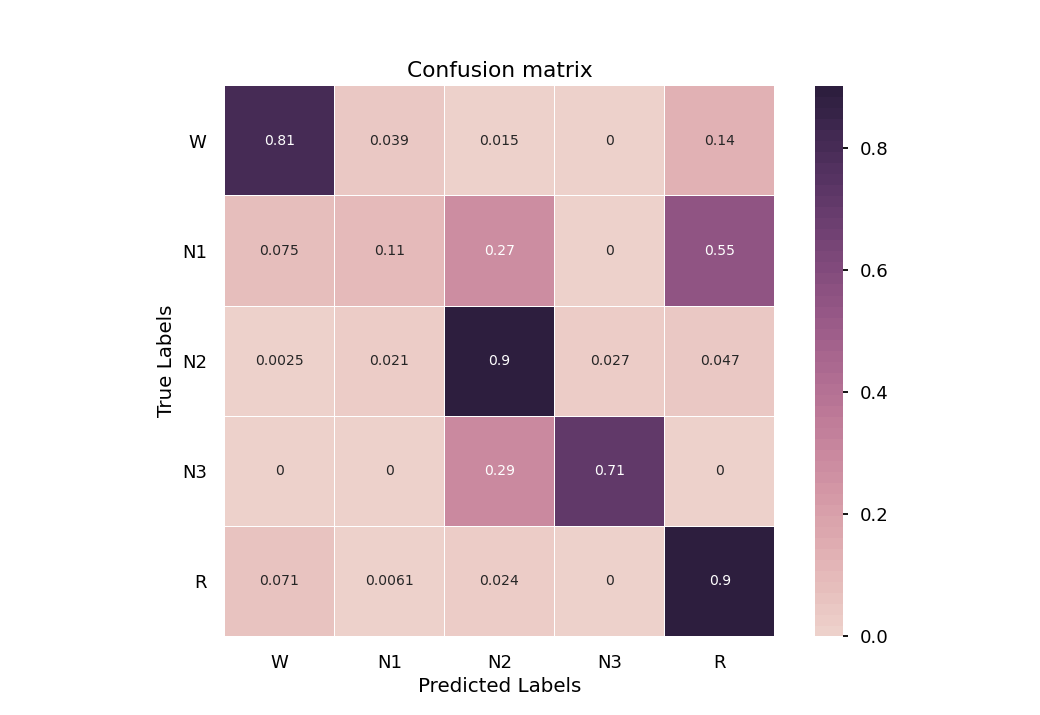 Confusion matrix
W 0.81 0.039 0.015 0 0.14
N1 0.075 0.11 0.27 0 0.55
N2 0.0025 0.021 0.9 0.027 0.047
N3 0 0 0.29 0.71 0
R 0.071 0.0061 0.024 0 0.9
W N1 N2 N3 R
Predicted Labels
True Labels
0.8
0.6
0.4
0.2
0.0